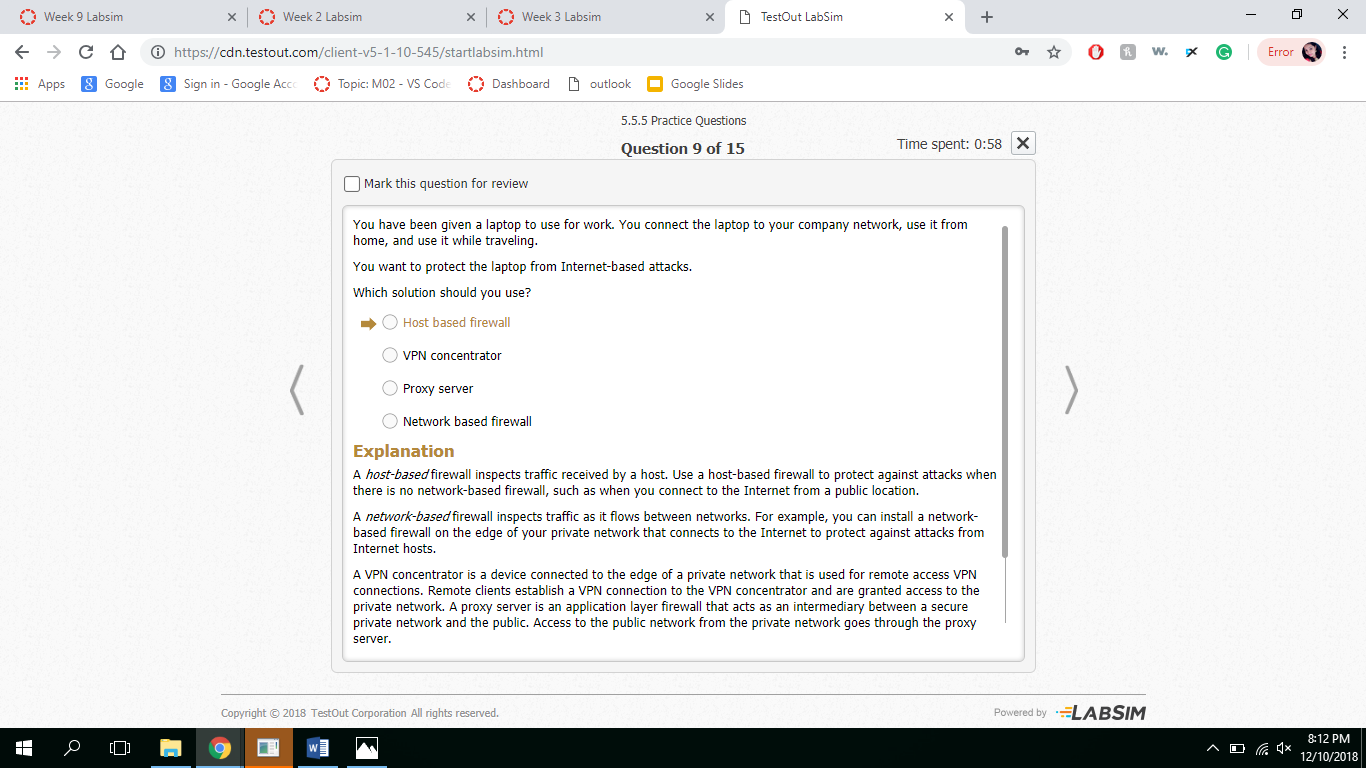 Week 9 Labsim
Week 2 Labsim
Week 3 Labsim
TestOut LabSim
https://cdn.testout.com/client-v5-1-10-545/startlabsim.html
Error
Apps
Google
Sign in - Google Acc
Topic: M02 - VS Code
Dashboard
outlook
Google Slides
5.5.5 Practice Questions
Question 9 of 15
Time spent: 0:58
Mark this question for review
You have been given a laptop to use for work. You connect the laptop to your company network, use it from
home, and use it while traveling.
You want to protect the laptop from Internet-based attacks.
Which solution should you use?
Host based firewall
VPN concentrator
Proxy server
Network based firewall
Explanation
A host-based firewall inspects traffic received by a host. Use a host-based firewall to protect against attacks when
there is no network-based firewall, such as when you connect to the Internet from a public location.
A network-based firewall inspects traffic as it flows between networks. For example, you can install a network-
based firewall on the edge of your private network that connects to the Internet to protect against attacks from
Internet hosts.
A VPN concentrator is a device connected to the edge of a private network that is used for remote access VPN
connections. Remote clients establish a VPN connection to the VPN concentrator and are granted access to the
private network. A proxy server is an application layer firewall that acts as an intermediary between a secure
private network and the public. Access to the public network from the private network goes through the proxy
server.
Copyright © 2018 TestOut Corporation All rights reserved.
Powered by LABSIM
8:12 PM
12/10/2018